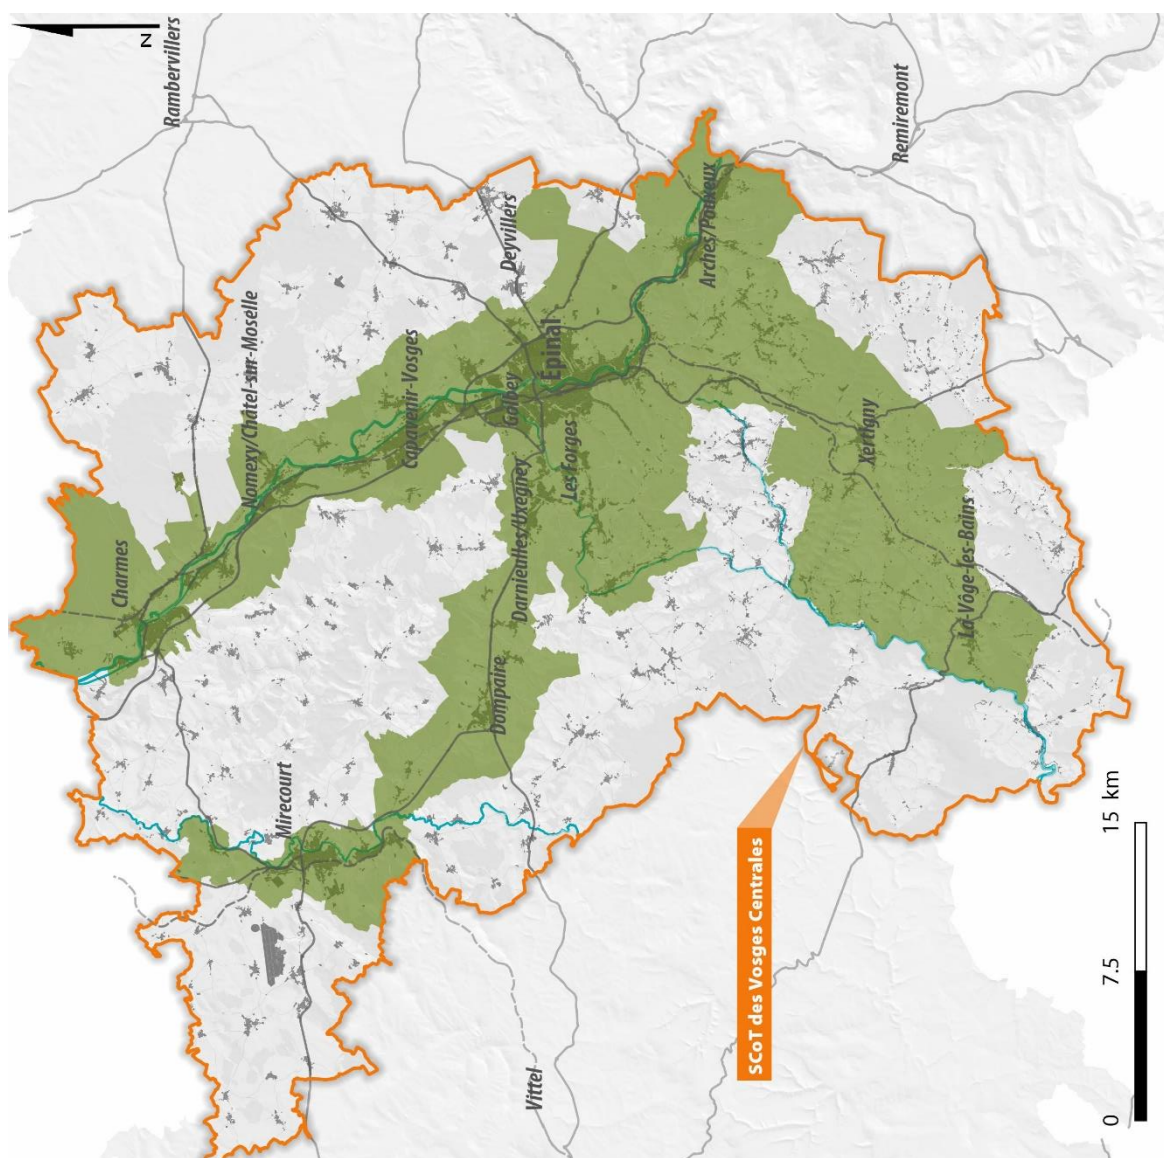 N
Rambervillers
Charmes
Nomexy/Châtel-sur-Moselle
Mirecourt
Capavenir-Vosges
Dompaire
Deyvillers
Golbey
Darnieulles/Uxegney
Vittel
Épinal
Les Forges
Arches/Pouxeux
SCoT des Vosges Centrales
Xertigny
Remiremont
La-Vôge-les-Bains
0 7.5 15 km